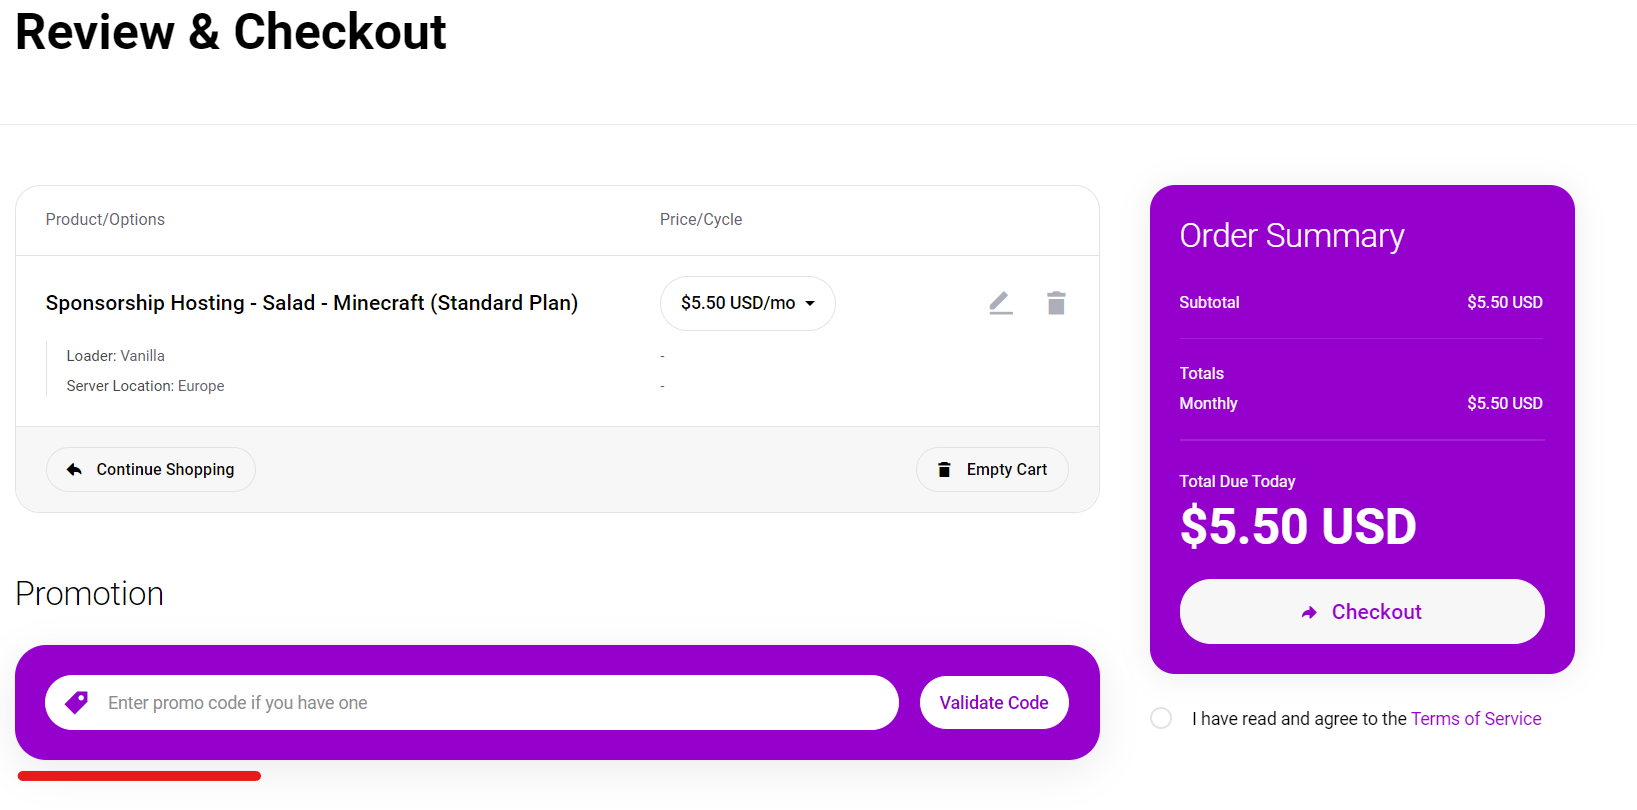 Review & Checkout
Product/Options Price/Cycle
Sponsorship Hosting - Salad - Minecraft (Standard Plan) $5.50 USD/mo
Loader: Vanilla -
Server Location: Europe -
Continue Shopping Empty Cart
Promotion
Enter promo code if you have one Validate Code
Order Summary
Subtotal $5.50 USD
Totals
Monthly $5.50 USD
Total Due Today
$5.50 USD
Checkout
I have read and agree to the Terms of Service